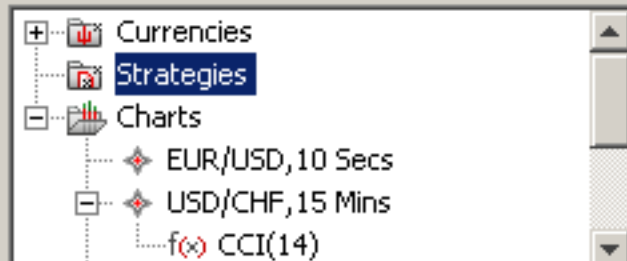 Currencies
Strategies
Charts
EUR/USD,10 Secs
USD/CHF,15 Mins
f(x) CCI(14)